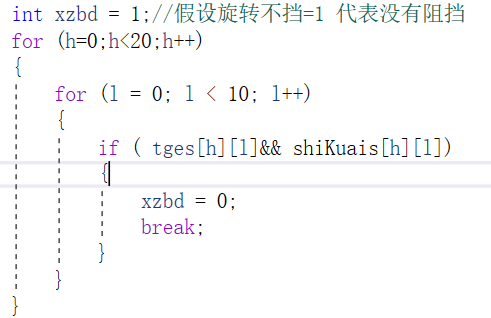 int xzbd = 1;//假设旋转不挡=1 代表没有阻挡
for (h=0;h<20;h++)
{
for (l = 0; l < 10; l++)
{
if ( tges[h][l]&& shiKuais[h][l])
{
xzbd = 0;
break;
}
}
}